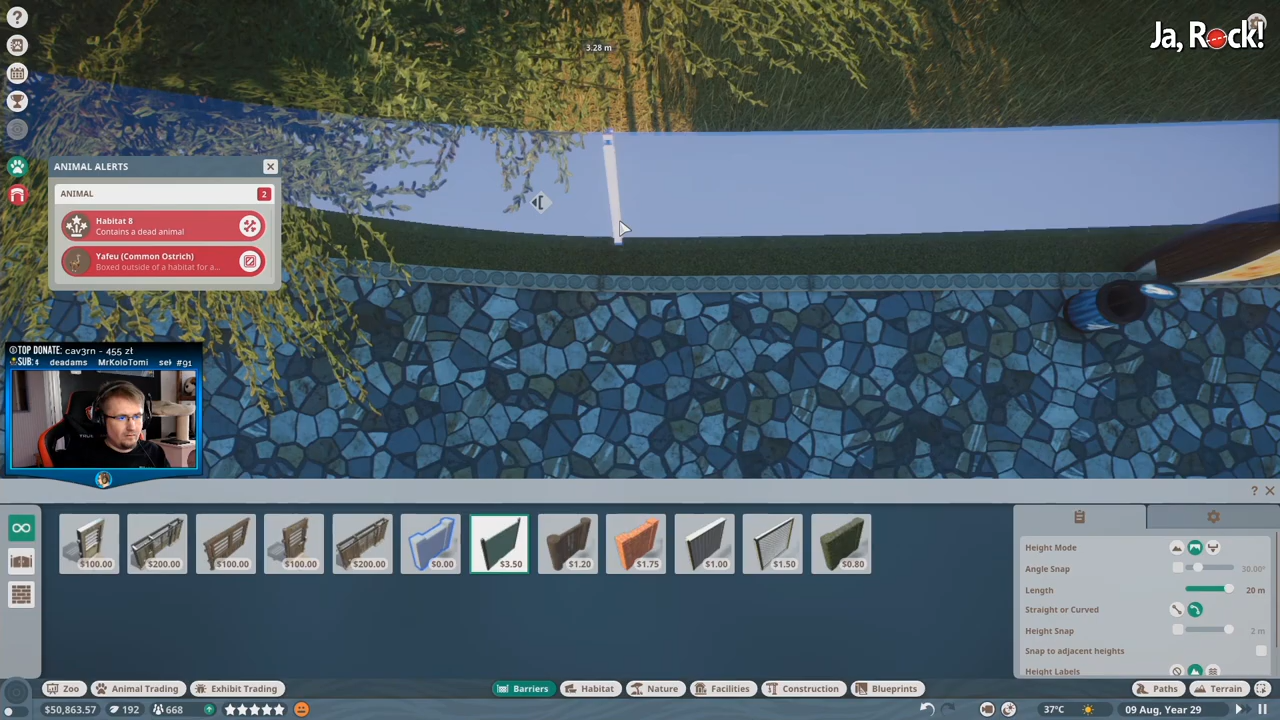 3.28 m
Ja, Rock!
ANIMAL ALERTS
ANIMAL
2
Habitat 8
Contains a dead animal
Yafeu (Common Ostrich)
Boxed outside of a habitat for a...
TOP DONATE: cav3rn - 455 zł
SUB: 4 deadams MrKoloTomi sek #91
$100.00
$200.00
$100.00
$100.00
$200.00
$0.00
$3.50
$1.20
$1.75
$1.00
$1.50
$0.80
Height Mode
Angle Snap
30.00°
Length
20 m
Straight or Curved
Height Snap
2 m
Snap to adjacent heights
Height Labels
Zoo
Animal Trading
Exhibit Trading
Barriers
Habitat
Nature
Facilities
Construction
Blueprints
Paths
Terrain
$50,863.57
192
668
37°C
09 Aug, Year 29